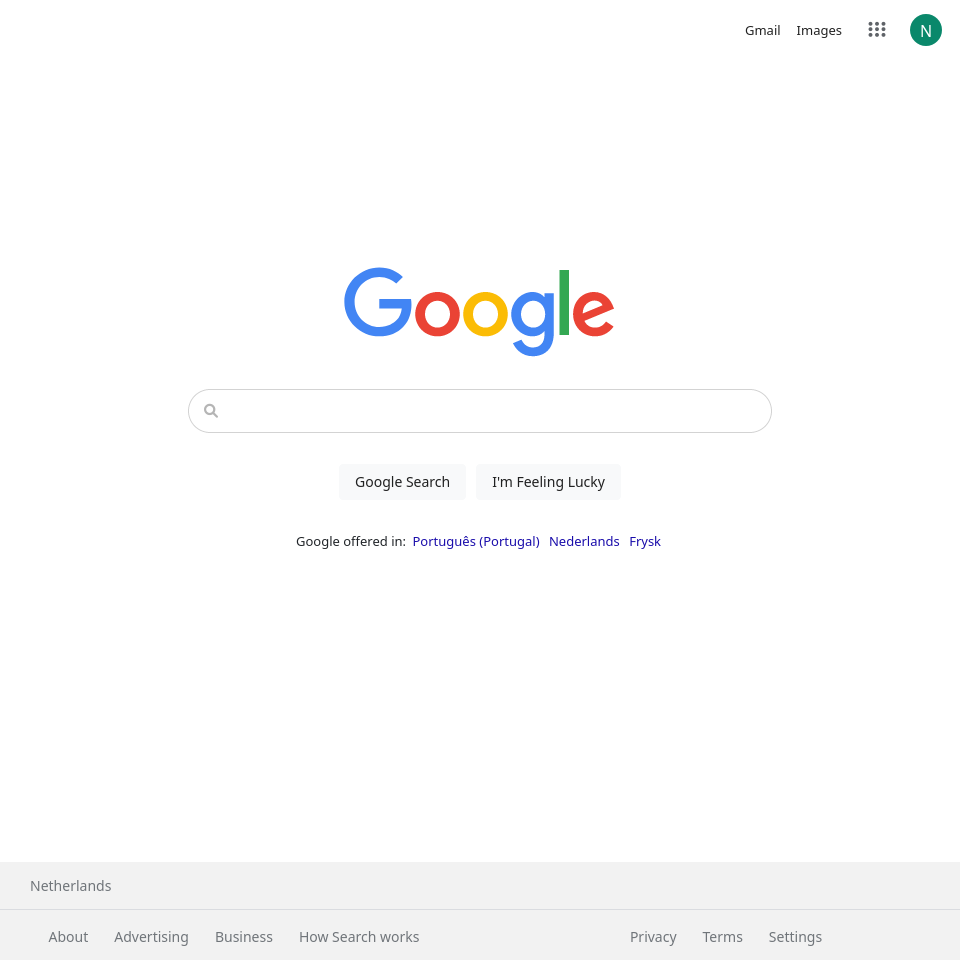 Gmail Images N
Google
Google Search I'm Feeling Lucky
Google offered in: Português (Portugal) Nederlands Frysk
Netherlands
About Advertising Business How Search works Privacy Terms Settings